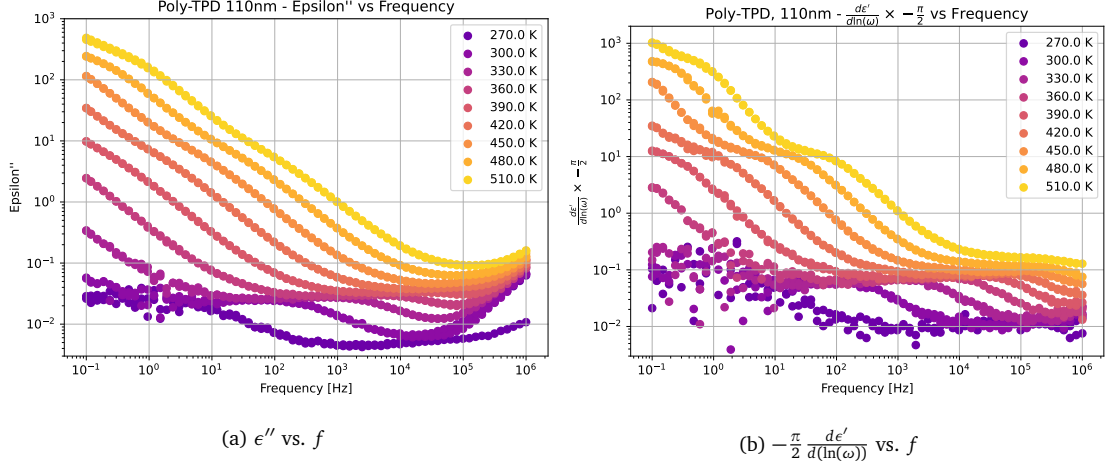 Poly-TPD 110nm - Epsilon'' vs Frequency
10³
10²
10¹
10⁰
10⁻¹
10⁻²
Epsilon''
270.0 K
300.0 K
330.0 K
360.0 K
390.0 K
420.0 K
450.0 K
480.0 K
510.0 K
10⁻¹ 10⁰ 10¹ 10² 10³ 10⁴ 10⁵ 10⁶
Frequency [Hz]
(a) ϵ′′ vs. f
Poly-TPD, 110nm - dε′/dln(ω) × −π/2 vs Frequency
10³
10²
10¹
10⁰
10⁻¹
10⁻²
dε′/dln(ω) × −π/2
270.0 K
300.0 K
330.0 K
360.0 K
390.0 K
420.0 K
450.0 K
480.0 K
510.0 K
10⁻¹ 10⁰ 10¹ 10² 10³ 10⁴ 10⁵ 10⁶
Frequency [Hz]
(b) −π/2 dϵ′/d(ln(ω)) vs. f